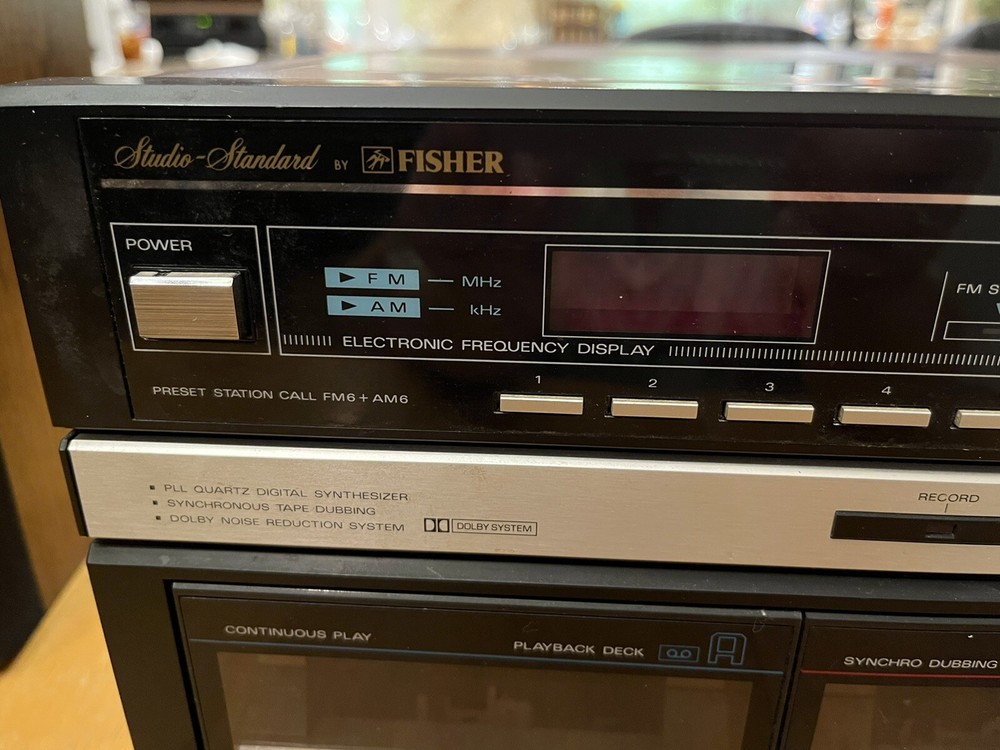 Studio-Standard BY FISHER
POWER
FM — MHz
AM — kHz
FM S
ELECTRONIC FREQUENCY DISPLAY
PRESET STATION CALL FM6+AM6
1 2 3 4
▪ PLL QUARTZ DIGITAL SYNTHESIZER
▪ SYNCHRONOUS TAPE DUBBING
▪ DOLBY NOISE REDUCTION SYSTEM DOLBY SYSTEM
RECORD
CONTINUOUS PLAY
PLAYBACK DECK A
SYNCHRO DUBBING